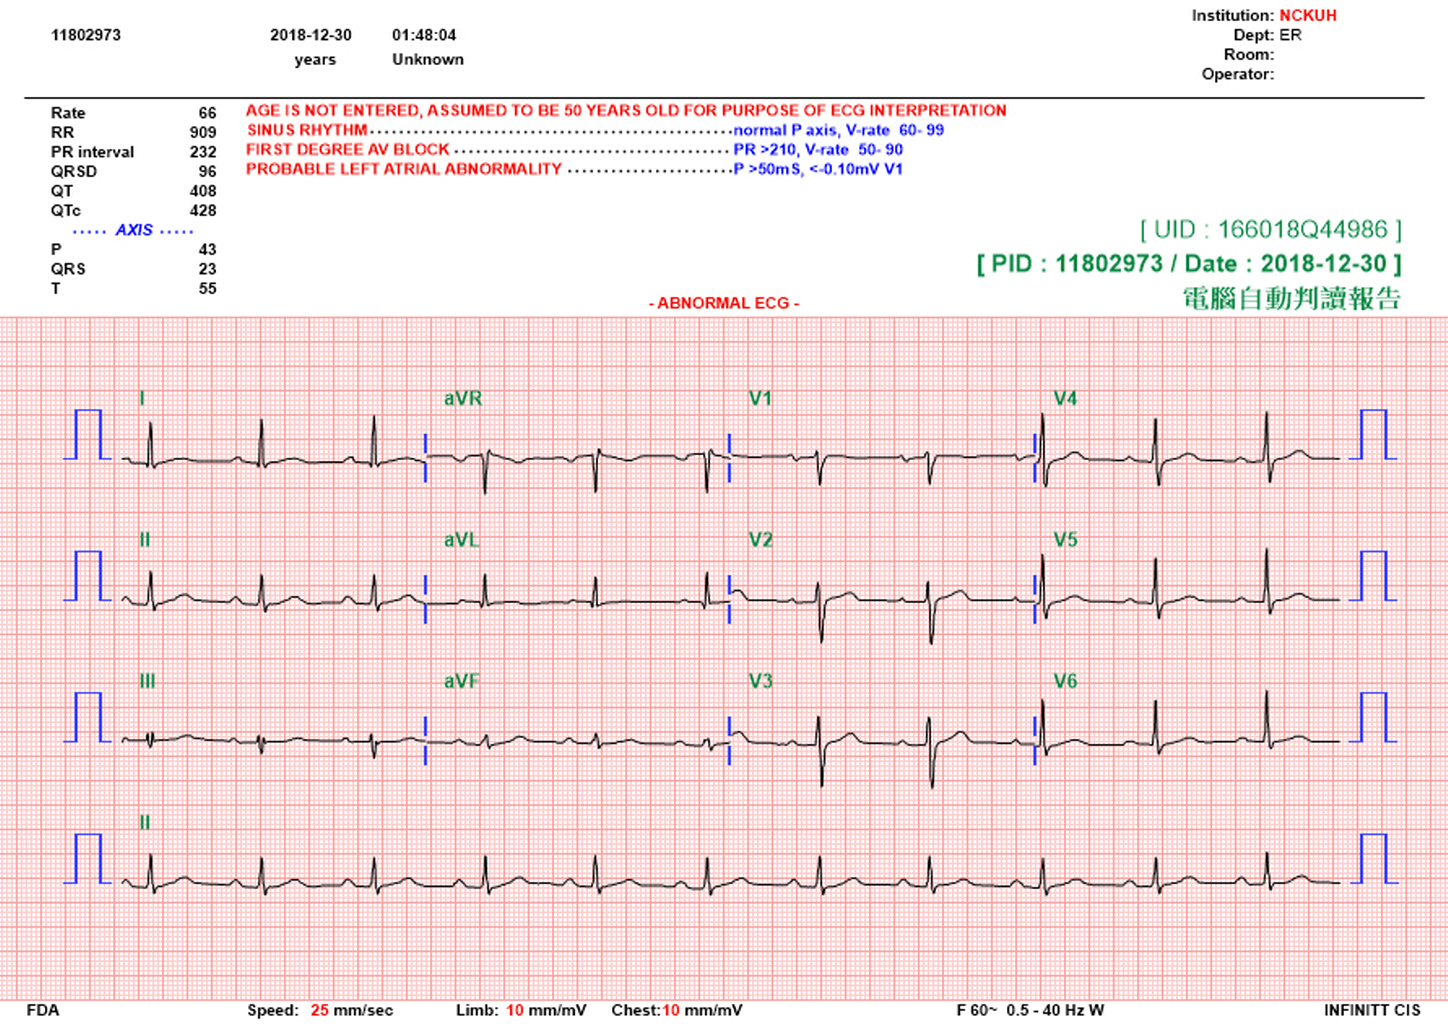 Institution: NCKUH
11802973 2018-12-30 01:48:04 Dept: ER
years Unknown Room:
Operator:
Rate 66 AGE IS NOT ENTERED, ASSUMED TO BE 50 YEARS OLD FOR PURPOSE OF ECG INTERPRETATION
RR 909 SINUS RHYTHM normal P axis, V-rate 60- 99
PR interval 232 FIRST DEGREE AV BLOCK PR >210, V-rate 50- 90
QRSD 96 PROBABLE LEFT ATRIAL ABNORMALITY P >50mS, <-0.10mV V1
QT 408
QTc 428
AXIS
P 43
QRS 23
T 55
[ UID : 166018Q44986 ]
[ PID : 11802973 / Date : 2018-12-30 ]
電腦自動判讀報告
- ABNORMAL ECG -
I aVR V1 V4
II aVL V2 V5
III aVF V3 V6
II
FDA Speed: 25 mm/sec Limb: 10 mm/mV Chest:10 mm/mV F 60~ 0.5 - 40 Hz W INFINITT CIS